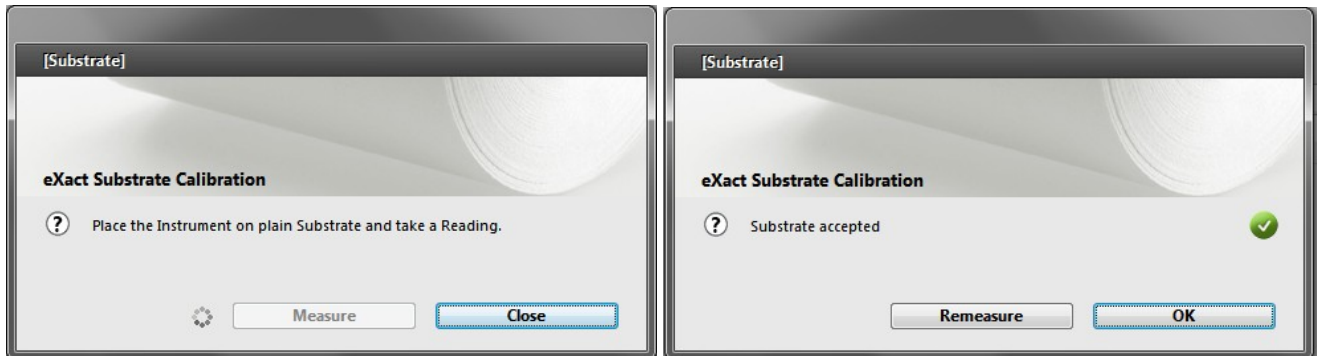 [Substrate]
eXact Substrate Calibration
? Place the Instrument on plain Substrate and take a Reading.
Measure Close
[Substrate]
eXact Substrate Calibration
? Substrate accepted
Remeasure OK